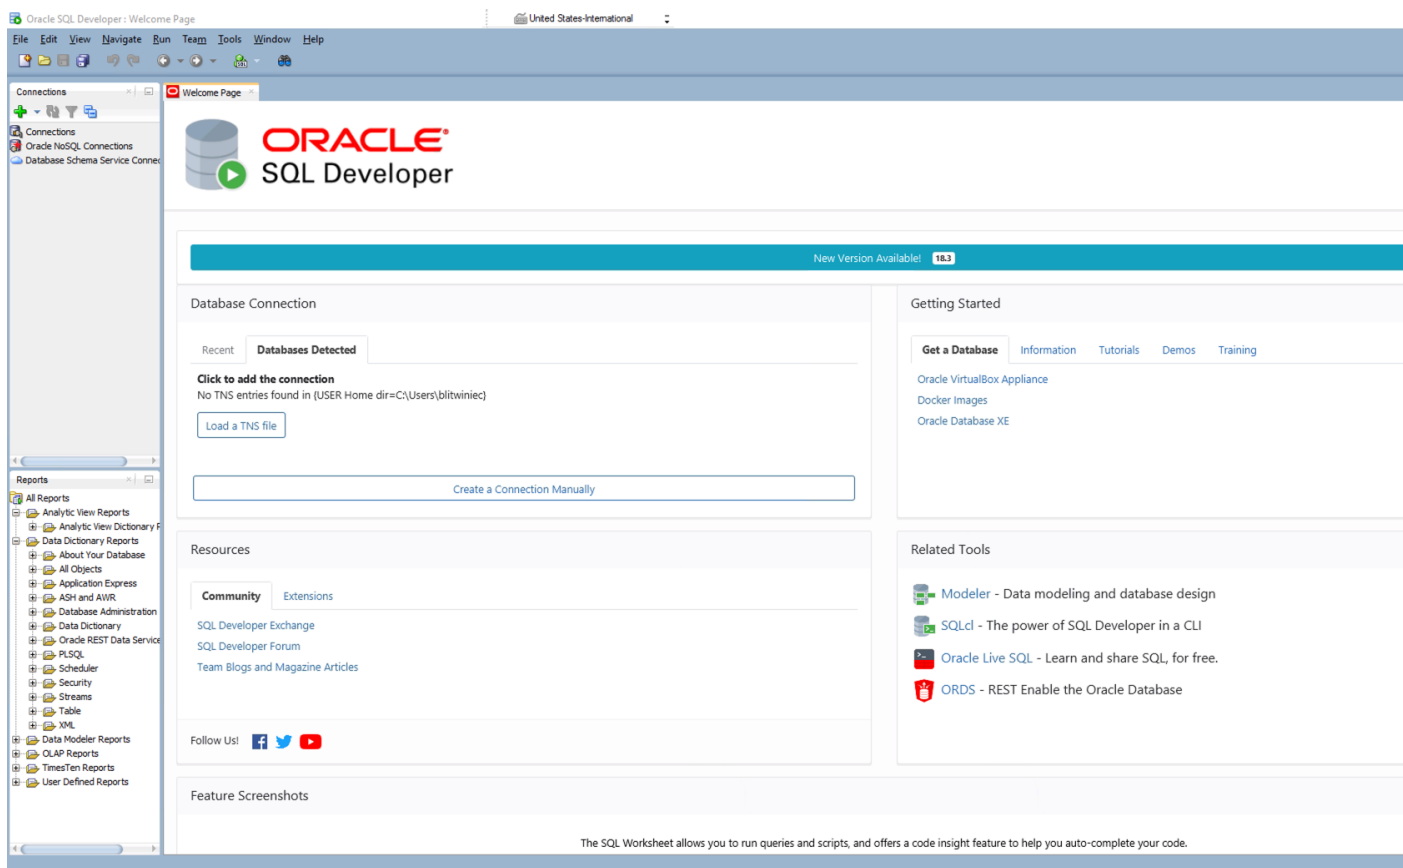 Oracle SQL Developer : Welcome Page
United States-International
File Edit View Navigate Run Team Tools Window Help
Connections
Welcome Page
Connections
Oracle NoSQL Connections
Database Schema Service Connec
ORACLE
SQL Developer
New Version Available! 18.3
Database Connection
Recent Databases Detected
Click to add the connection
No TNS entries found in {USER Home dir=C:\Users\blitwiniec}
Load a TNS file
Create a Connection Manually
Getting Started
Get a Database Information Tutorials Demos Training
Oracle VirtualBox Appliance
Docker Images
Oracle Database XE
Reports
All Reports
Analytic View Reports
Analytic View Dictionary R
Data Dictionary Reports
About Your Database
All Objects
Application Express
ASH and AWR
Database Administration
Data Dictionary
Oracle REST Data Service
PLSQL
Scheduler
Security
Streams
Table
XML
Data Modeler Reports
OLAP Reports
TimesTen Reports
User Defined Reports
Resources
Community Extensions
SQL Developer Exchange
SQL Developer Forum
Team Blogs and Magazine Articles
Follow Us!
Related Tools
Modeler - Data modeling and database design
SQLcl - The power of SQL Developer in a CLI
Oracle Live SQL - Learn and share SQL, for free.
ORDS - REST Enable the Oracle Database
Feature Screenshots
The SQL Worksheet allows you to run queries and scripts, and offers a code insight feature to help you auto-complete your code.